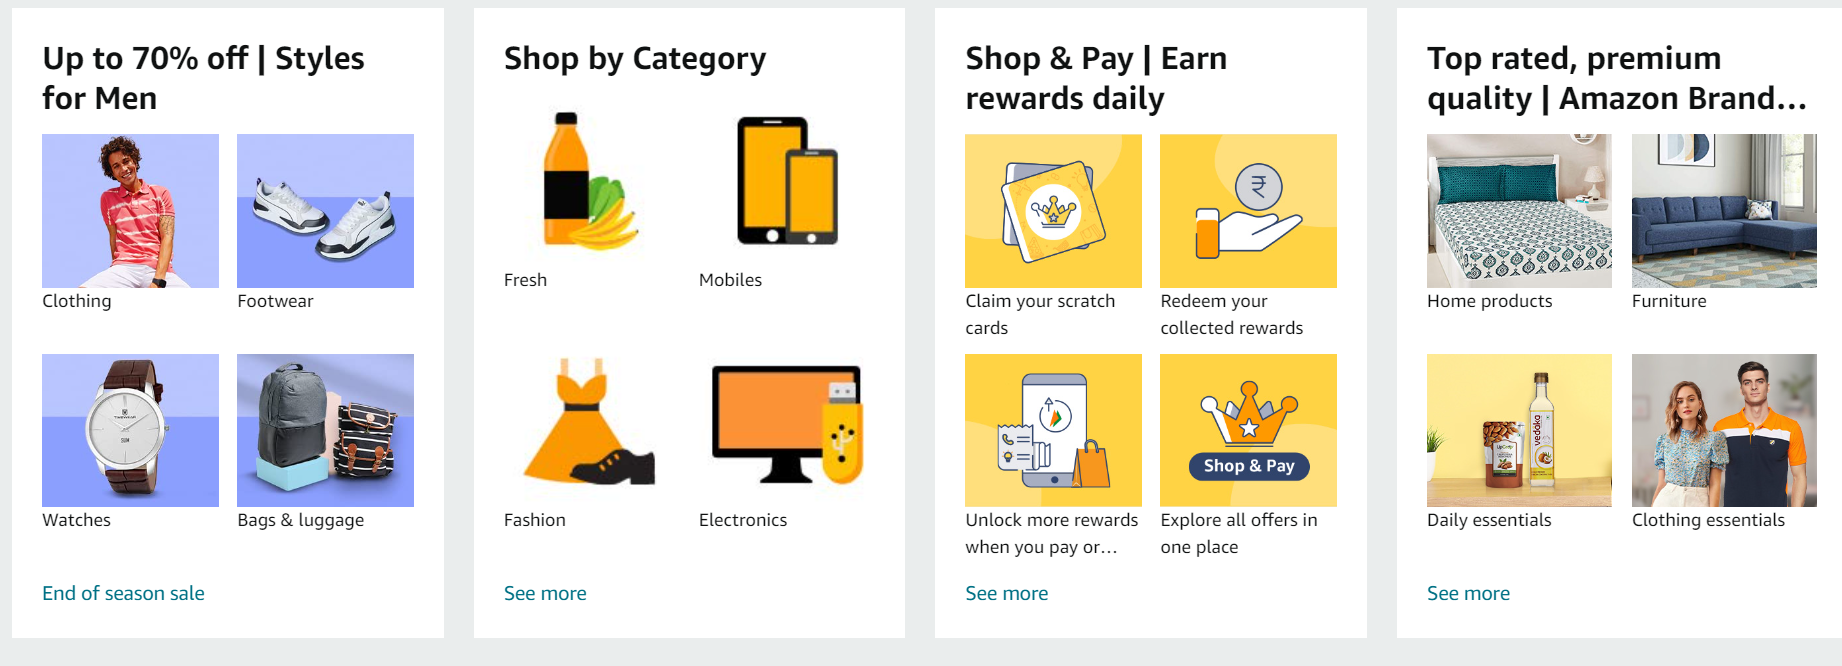 Up to 70% off | Styles
for Men
Clothing
Footwear
Watches
Bags & luggage
End of season sale
Shop by Category
Fresh
Mobiles
Fashion
Electronics
See more
Shop & Pay | Earn
rewards daily
₹
Claim your scratch
cards
Redeem your
collected rewards
Shop & Pay
Unlock more rewards
when you pay or...
Explore all offers in
one place
See more
Top rated, premium
quality | Amazon Brand...
Home products
Furniture
vedaka
Daily essentials
Clothing essentials
See more